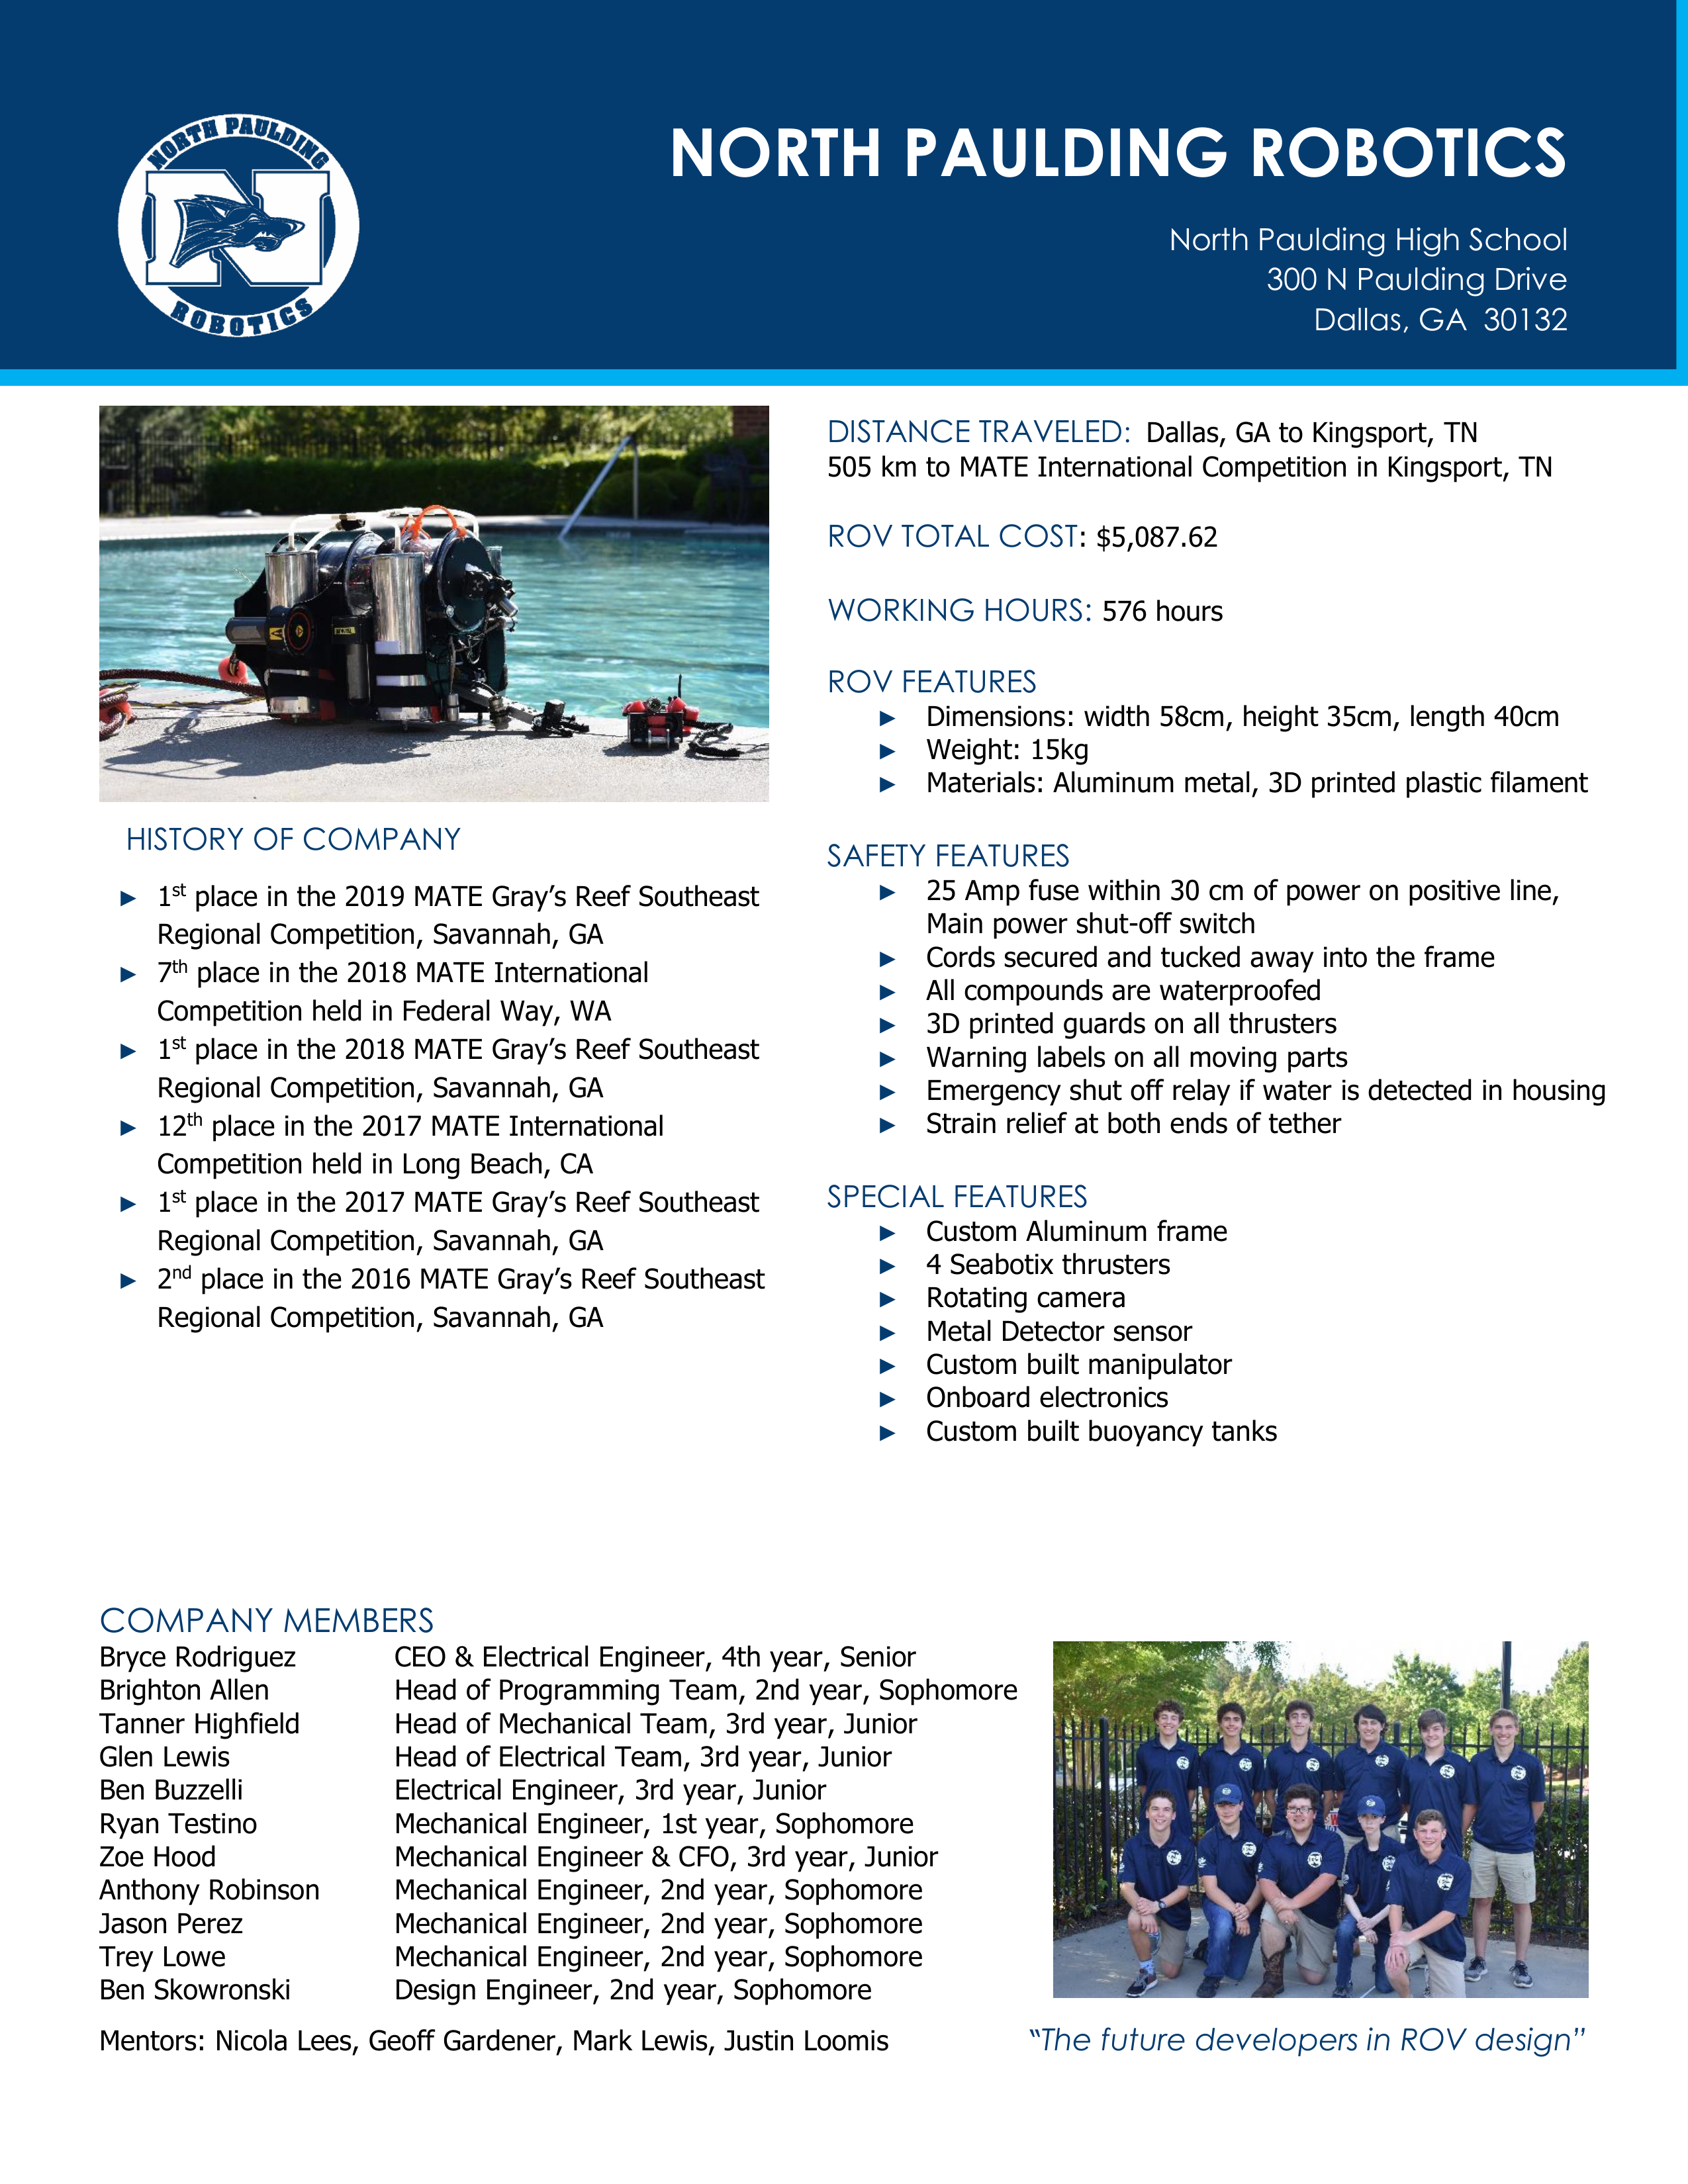 NORTH PAULDING
ROBOTICS
NORTH PAULDING ROBOTICS
North Paulding High School
300 N Paulding Drive
Dallas, GA  30132
DISTANCE TRAVELED:  Dallas, GA to Kingsport, TN
505 km to MATE International Competition in Kingsport, TN
ROV TOTAL COST: $5,087.62
WORKING HOURS: 576 hours
ROV FEATURES
► Dimensions: width 58cm, height 35cm, length 40cm
► Weight: 15kg
► Materials: Aluminum metal, 3D printed plastic filament
SAFETY FEATURES
► 25 Amp fuse within 30 cm of power on positive line,
Main power shut-off switch
► Cords secured and tucked away into the frame
► All compounds are waterproofed
► 3D printed guards on all thrusters
► Warning labels on all moving parts
► Emergency shut off relay if water is detected in housing
► Strain relief at both ends of tether
SPECIAL FEATURES
► Custom Aluminum frame
► 4 Seabotix thrusters
► Rotating camera
► Metal Detector sensor
► Custom built manipulator
► Onboard electronics
► Custom built buoyancy tanks
HISTORY OF COMPANY
► 1st place in the 2019 MATE Gray’s Reef Southeast
Regional Competition, Savannah, GA
► 7th place in the 2018 MATE International
Competition held in Federal Way, WA
► 1st place in the 2018 MATE Gray’s Reef Southeast
Regional Competition, Savannah, GA
► 12th place in the 2017 MATE International
Competition held in Long Beach, CA
► 1st place in the 2017 MATE Gray’s Reef Southeast
Regional Competition, Savannah, GA
► 2nd place in the 2016 MATE Gray’s Reef Southeast
Regional Competition, Savannah, GA
COMPANY MEMBERS
Bryce Rodriguez CEO & Electrical Engineer, 4th year, Senior
Brighton Allen Head of Programming Team, 2nd year, Sophomore
Tanner Highfield Head of Mechanical Team, 3rd year, Junior
Glen Lewis Head of Electrical Team, 3rd year, Junior
Ben Buzzelli Electrical Engineer, 3rd year, Junior
Ryan Testino Mechanical Engineer, 1st year, Sophomore
Zoe Hood Mechanical Engineer & CFO, 3rd year, Junior
Anthony Robinson Mechanical Engineer, 2nd year, Sophomore
Jason Perez Mechanical Engineer, 2nd year, Sophomore
Trey Lowe Mechanical Engineer, 2nd year, Sophomore
Ben Skowronski Design Engineer, 2nd year, Sophomore
Mentors: Nicola Lees, Geoff Gardener, Mark Lewis, Justin Loomis
“The future developers in ROV design”